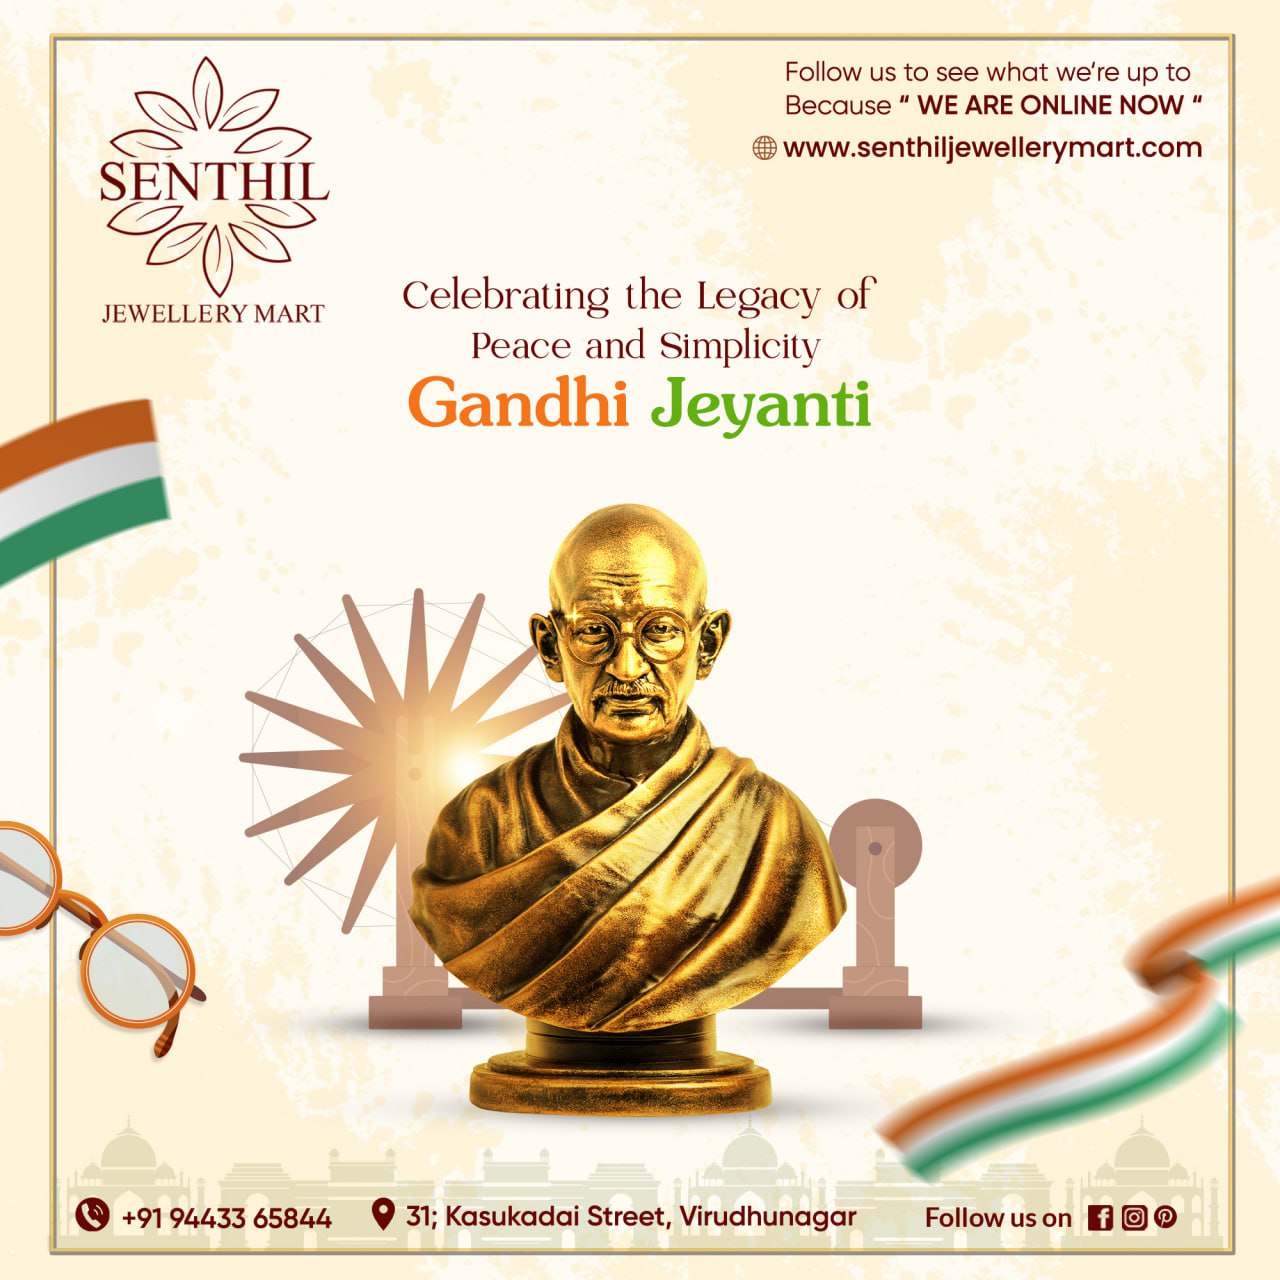 SENTHIL
JEWELLERY MART
Follow us to see what we're up to
Because “ WE ARE ONLINE NOW “
www.senthiljewellerymart.com
Celebrating the Legacy of
Peace and Simplicity
Gandhi Jeyanti
+91 94433 65844
31; Kasukadai Street, Virudhunagar
Follow us on